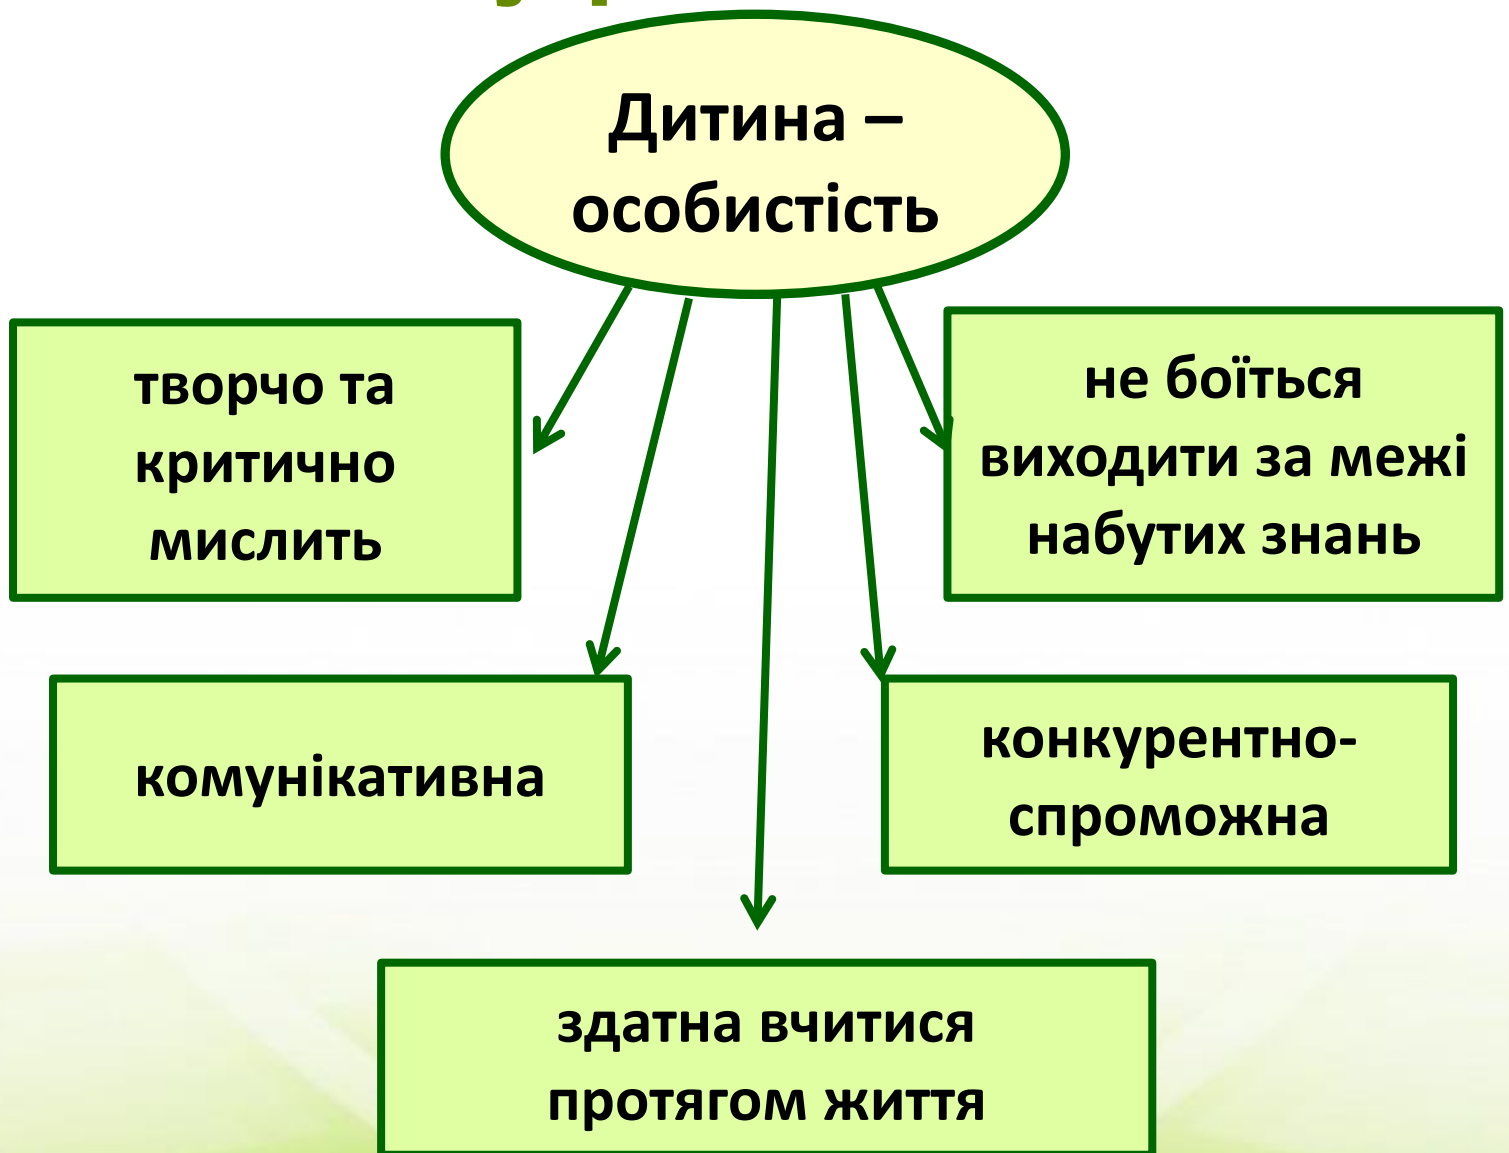 Дитина –
особистість
творчо та
критично
мислить
не боїться
виходити за межі
набутих знань
комунікативна
конкурентно-
спроможна
здатна вчитися
протягом життя